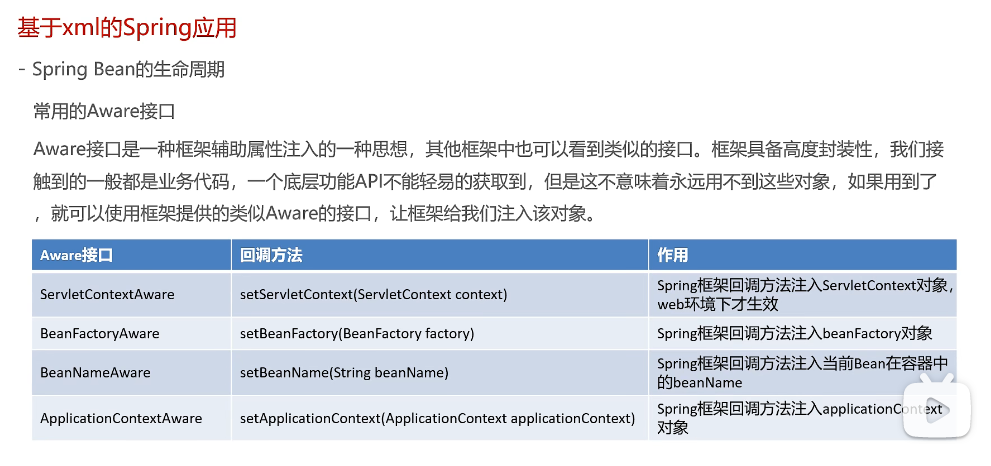 基于xml的Spring应用
- Spring Bean的生命周期
常用的Aware接口
Aware接口是一种框架辅助属性注入的一种思想，其他框架中也可以看到类似的接口。框架具备高度封装性，我们接
触到的一般都是业务代码，一个底层功能API不能轻易的获取到，但是这不意味着永远用不到这些对象，如果用到了
，就可以使用框架提供的类似Aware的接口，让框架给我们注入该对象。
Aware接口 回调方法 作用
ServletContextAware setServletContext(ServletContext context) Spring框架回调方法注入ServletContext对象，
web环境下才生效
BeanFactoryAware setBeanFactory(BeanFactory factory) Spring框架回调方法注入beanFactory对象
BeanNameAware setBeanName(String beanName) Spring框架回调方法注入当前Bean在容器中
的beanName
ApplicationContextAware setApplicationContext(ApplicationContext applicationContext) Spring框架回调方法注入applicationContext
对象